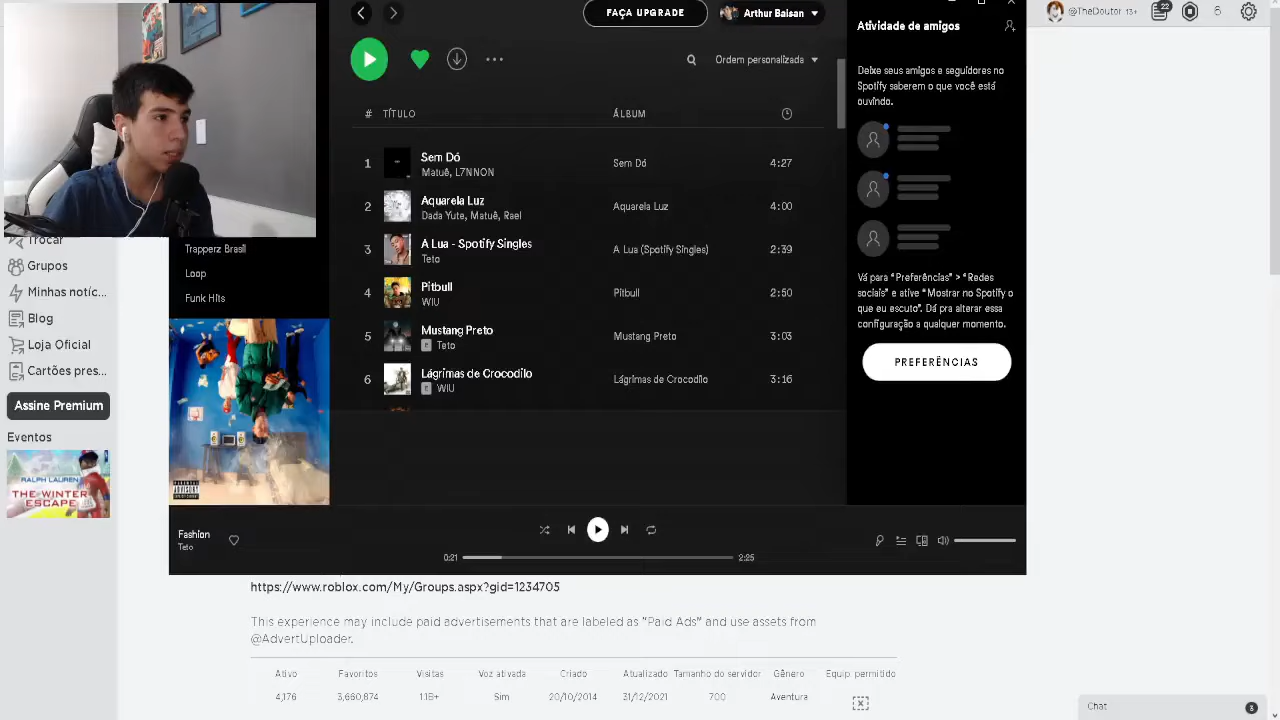 FAÇA UPGRADE
Arthur Baisan
Atividade de amigos
@TheDoutor 13+
22
6
Ordem personalizada
Deixe seus amigos e seguidores no
Spotify saberem o que você está
ouvindo.
# TÍTULO ÁLBUM
1 Sem Dó Sem Dó 4:27
Matuê, L7NNON
2 Aquarela Luz Aquarela Luz 4:00
Dada Yute, Matuê, Rael
3 A Lua - Spotify Singles A Lua (Spotify Singles) 2:39
Teto
4 Pitbull Pitbull 2:50
WIU
5 Mustang Preto Mustang Preto 3:03
E Teto
6 Lágrimas de Crocodilo Lágrimas de Crocodilo 3:16
E WIU
Vá para "Preferências" > "Redes
sociais" e ative "Mostrar no Spotify o
que eu escuto". Dá pra alterar essa
configuração a qualquer momento.
PREFERÊNCIAS
Trapperz Brasil
Loop
Funk Hits
Trocar
Grupos
Minhas notíc...
Blog
Loja Oficial
Cartões pres...
Assine Premium
Eventos
RALPH LAUREN
THE WINTER
ESCAPE
PARENTAL
ADVISORY
Fashion
Teto
0:21
2:25
https://www.roblox.com/My/Groups.aspx?gid=1234705
This experience may include paid advertisements that are labeled as "Paid Ads" and use assets from
@AdvertUploader.
Ativo Favoritos Visitas Voz ativada Criado Atualizado Tamanho do servidor Gênero Equip. permitido
4,176 3,660,874 1.1B+ Sim 20/10/2014 31/12/2021 700 Aventura
Chat
3